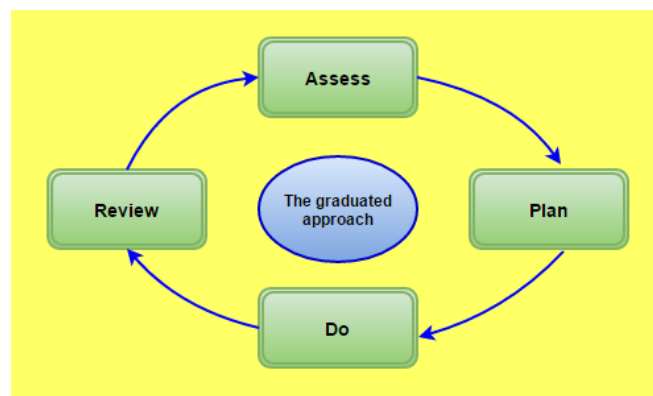 Assess
Review
The graduated
approach
Plan
Do